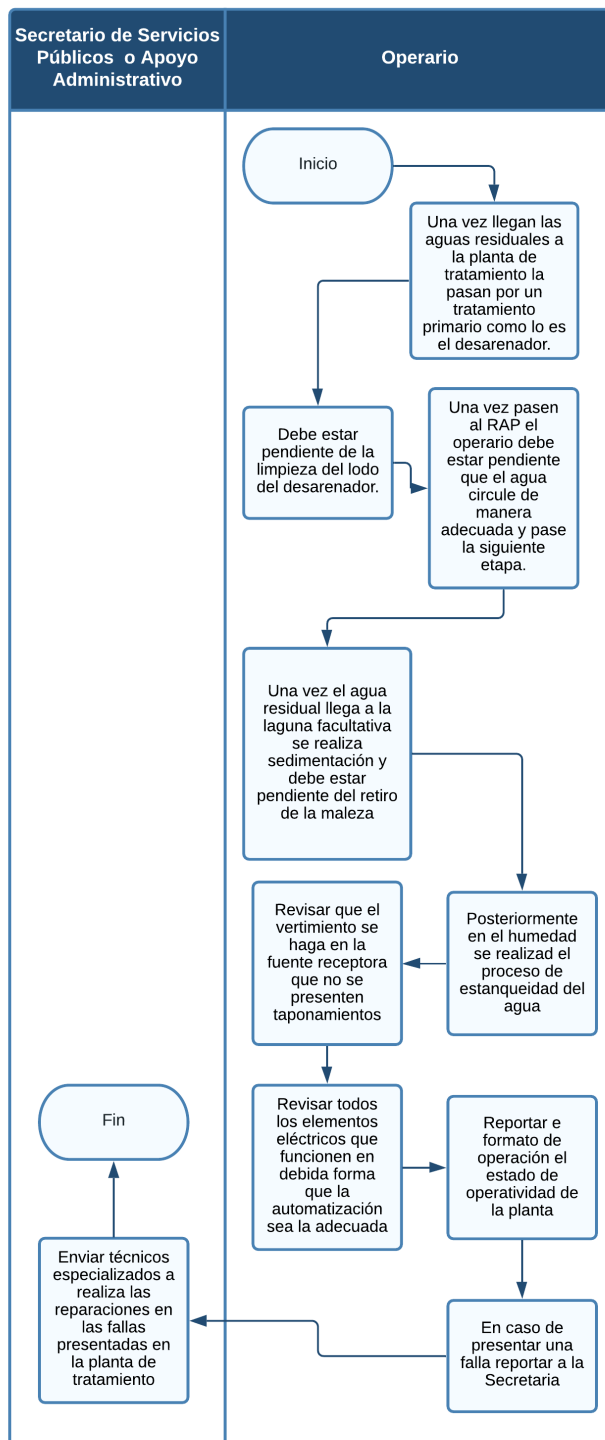 Secretario de Servicios
Públicos o Apoyo
Administrativo
Operario
Inicio
Una vez llegan las
aguas residuales a
la planta de
tratamiento la
pasan por un
tratamiento
primario como lo es
el desarenador.
Debe estar
pendiente de la
limpieza del lodo
del desarenador.
Una vez pasen
al RAP el
operario debe
estar pendiente
que el agua
circule de
manera
adecuada y pase
la siguiente
etapa.
Una vez el agua
residual llega a la
laguna facultativa
se realiza
sedimentación y
debe estar
pendiente del retiro
de la maleza
Posteriormente
en el humedad
se realizad el
proceso de
estanqueidad del
agua
Revisar que el
vertimiento se
haga en la
fuente receptora
que no se
presenten
taponamientos
Revisar todos
los elementos
eléctricos que
funcionen en
debida forma
que la
automatización
sea la adecuada
Reportar e
formato de
operación el
estado de
operatividad de
la planta
En caso de
presentar una
falla reportar a la
Secretaria
Enviar técnicos
especializados a
realiza las
reparaciones en
las fallas
presentadas en
la planta de
tratamiento
Fin